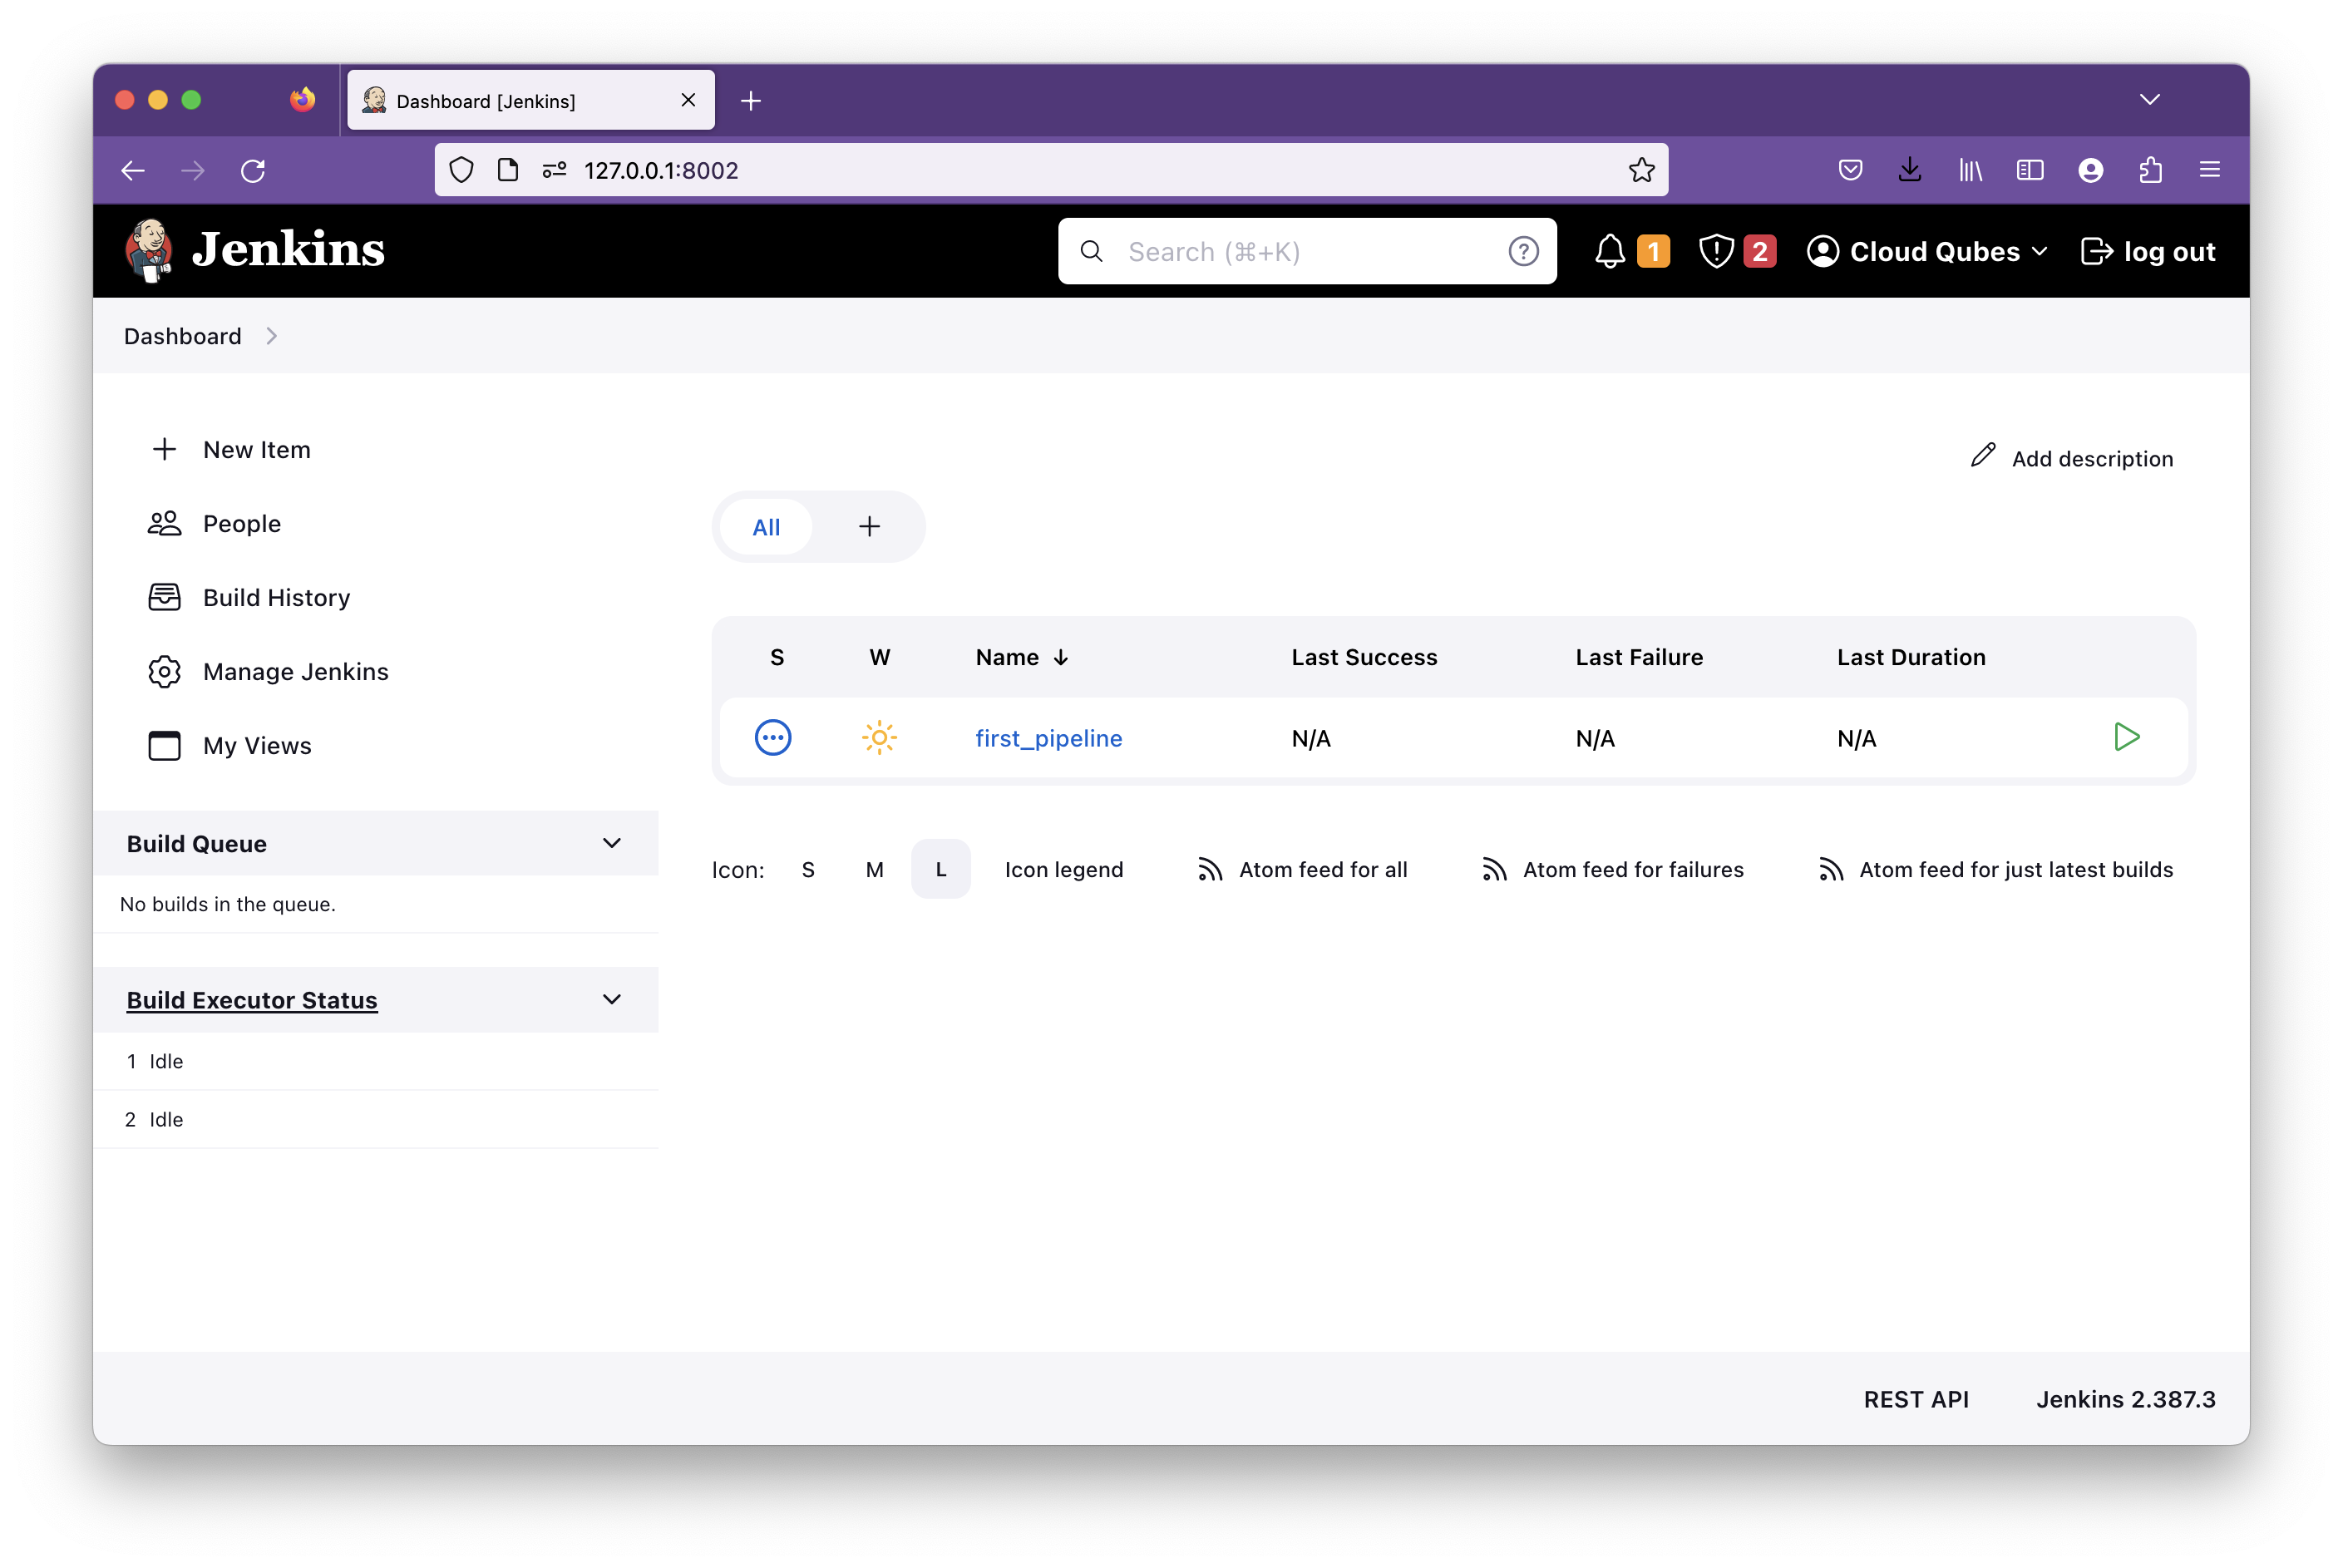 Dashboard [Jenkins]
127.0.0.1:8002
Jenkins
Search (⌘+K)
1
2
Cloud Qubes
log out
Dashboard
New Item
People
Build History
Manage Jenkins
My Views
Build Queue
No builds in the queue.
Build Executor Status
1 Idle
2 Idle
Add description
All
S W Name ↓ Last Success Last Failure Last Duration
first_pipeline N/A N/A N/A
Icon: S M L Icon legend Atom feed for all Atom feed for failures Atom feed for just latest builds
REST API Jenkins 2.387.3